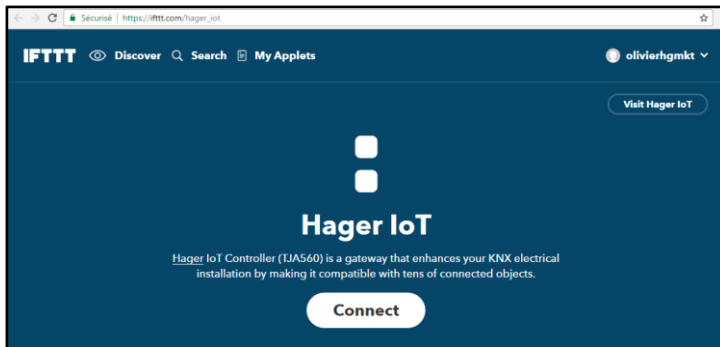 Sécurisé | https://ifttt.com/hager_iot
IFTTT Discover Search My Applets olivierhgmkt
Visit Hager IoT
Hager IoT
Hager IoT Controller (TJA560) is a gateway that enhances your KNX electrical
installation by making it compatible with tens of connected objects.
Connect